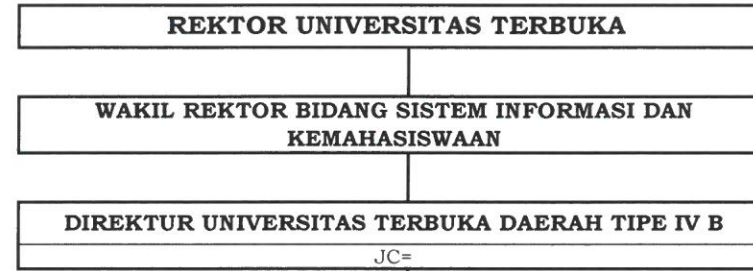 REKTOR UNIVERSITAS TERBUKA
WAKIL REKTOR BIDANG SISTEM INFORMASI DAN
KEMAHASISWAAN
DIREKTUR UNIVERSITAS TERBUKA DAERAH TIPE IV B
JC=